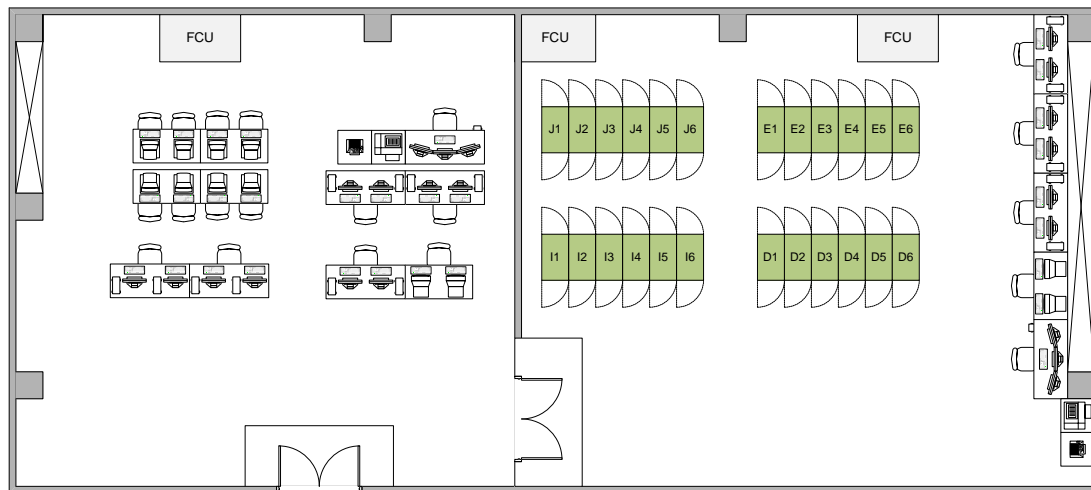 FCU
FCU
FCU
J1 J2 J3 J4 J5 J6
E1 E2 E3 E4 E5 E6
I1 I2 I3 I4 I5 I6
D1 D2 D3 D4 D5 D6